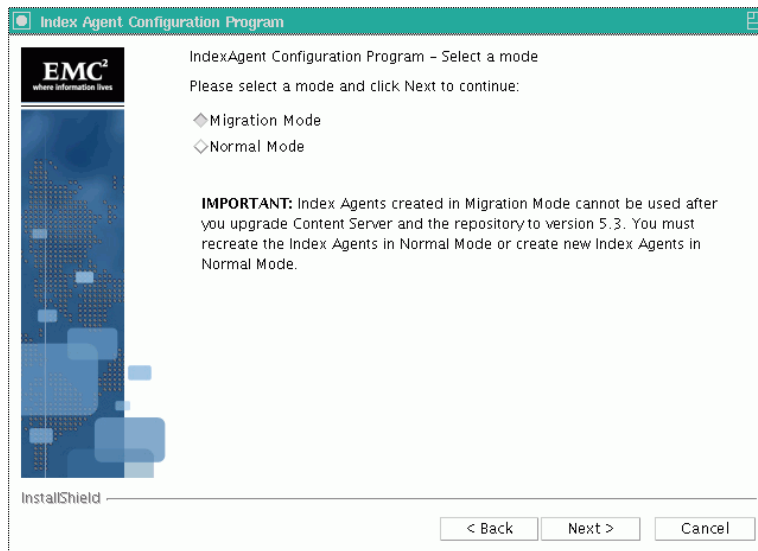 Index Agent Configuration Program
EMC²
where information lives
IndexAgent Configuration Program – Select a mode
Please select a mode and click Next to continue:
Migration Mode
Normal Mode
IMPORTANT: Index Agents created in Migration Mode cannot be used after
you upgrade Content Server and the repository to version 5.3. You must
recreate the Index Agents in Normal Mode or create new Index Agents in
Normal Mode.
InstallShield
< Back
Next >
Cancel